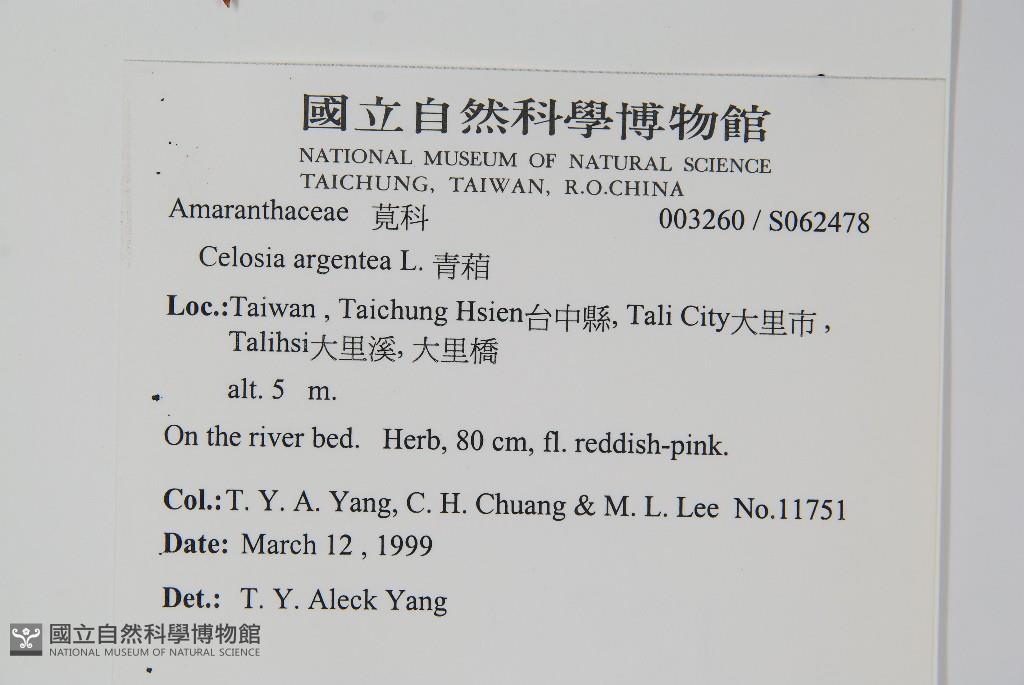 國立自然科學博物館
NATIONAL MUSEUM OF NATURAL SCIENCE
TAICHUNG, TAIWAN, R.O.CHINA
Amaranthaceae 莧科 003260 / S062478
Celosia argentea L. 青葙
Loc.:Taiwan , Taichung Hsien台中縣, Tali City大里市 ,
Talihsi大里溪, 大里橋
alt. 5 m.
On the river bed. Herb, 80 cm, fl. reddish-pink.
Col.:T. Y. A. Yang, C. H. Chuang & M. L. Lee No.11751
Date: March 12 , 1999
Det.: T. Y. Aleck Yang
國立自然科學博物館
NATIONAL MUSEUM OF NATURAL SCIENCE